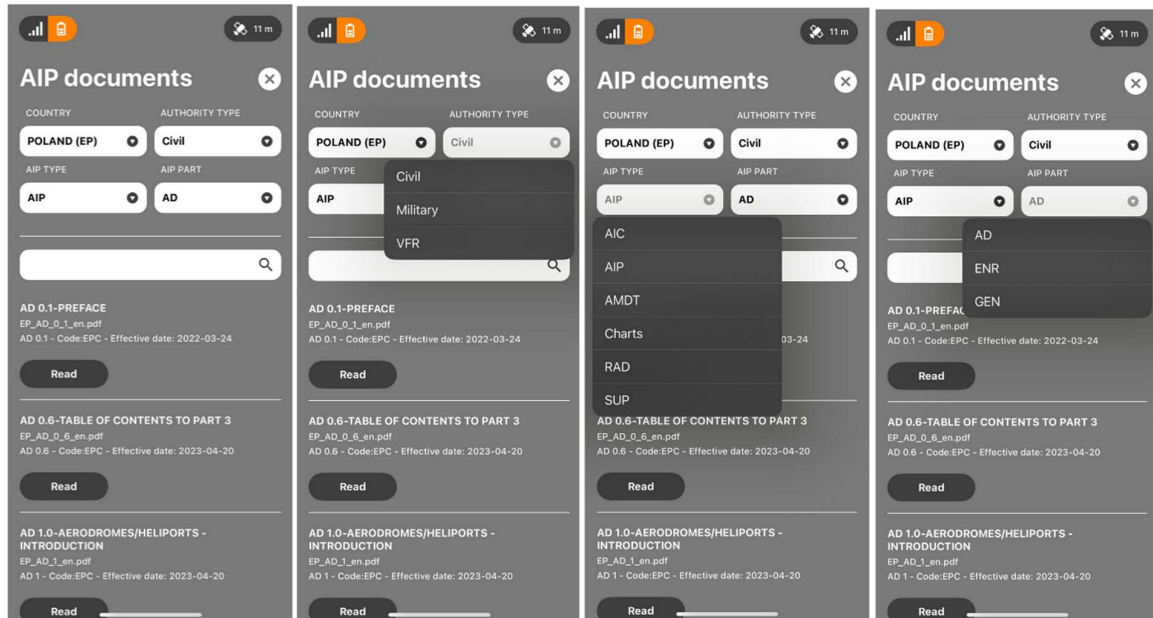 11 m
AIP documents
COUNTRY AUTHORITY TYPE
POLAND (EP) Civil
AIP TYPE AIP PART
AIP AD
AD 0.1-PREFACE
EP_AD_0_1_en.pdf
AD 0.1 - Code:EPC - Effective date: 2022-03-24
Read
AD 0.6-TABLE OF CONTENTS TO PART 3
EP_AD_0_6_en.pdf
AD 0.6 - Code:EPC - Effective date: 2023-04-20
Read
AD 1.0-AERODROMES/HELIPORTS -
INTRODUCTION
EP_AD_1_en.pdf
AD 1 - Code:EPC - Effective date: 2023-04-20
Read
11 m
AIP documents
COUNTRY AUTHORITY TYPE
POLAND (EP) Civil
AIP TYPE
Civil
AIP
Military
VFR
AD 0.1-PREFACE
EP_AD_0_1_en.pdf
AD 0.1 - Code:EPC - Effective date: 2022-03-24
Read
AD 0.6-TABLE OF CONTENTS TO PART 3
EP_AD_0_6_en.pdf
AD 0.6 - Code:EPC - Effective date: 2023-04-20
Read
AD 1.0-AERODROMES/HELIPORTS -
INTRODUCTION
EP_AD_1_en.pdf
AD 1 - Code:EPC - Effective date: 2023-04-20
Read
11 m
AIP documents
COUNTRY AUTHORITY TYPE
POLAND (EP) Civil
AIP TYPE AIP PART
AIP AD
AIC
AIP
AMDT
Charts
03-24
RAD
SUP
AD 0.6-TABLE OF CONTENTS TO PART 3
EP_AD_0_6_en.pdf
AD 0.6 - Code:EPC - Effective date: 2023-04-20
Read
AD 1.0-AERODROMES/HELIPORTS -
INTRODUCTION
EP_AD_1_en.pdf
AD 1 - Code:EPC - Effective date: 2023-04-20
Read
11 m
AIP documents
COUNTRY AUTHORITY TYPE
POLAND (EP) Civil
AIP TYPE AIP PART
AIP AD
AD
ENR
GEN
AD 0.1-PREFAC
EP_AD_0_1_en.pdf
AD 0.1 - Code:EPC - Effective date: 2022-03-24
Read
AD 0.6-TABLE OF CONTENTS TO PART 3
EP_AD_0_6_en.pdf
AD 0.6 - Code:EPC - Effective date: 2023-04-20
Read
AD 1.0-AERODROMES/HELIPORTS -
INTRODUCTION
EP_AD_1_en.pdf
AD 1 - Code:EPC - Effective date: 2023-04-20
Read